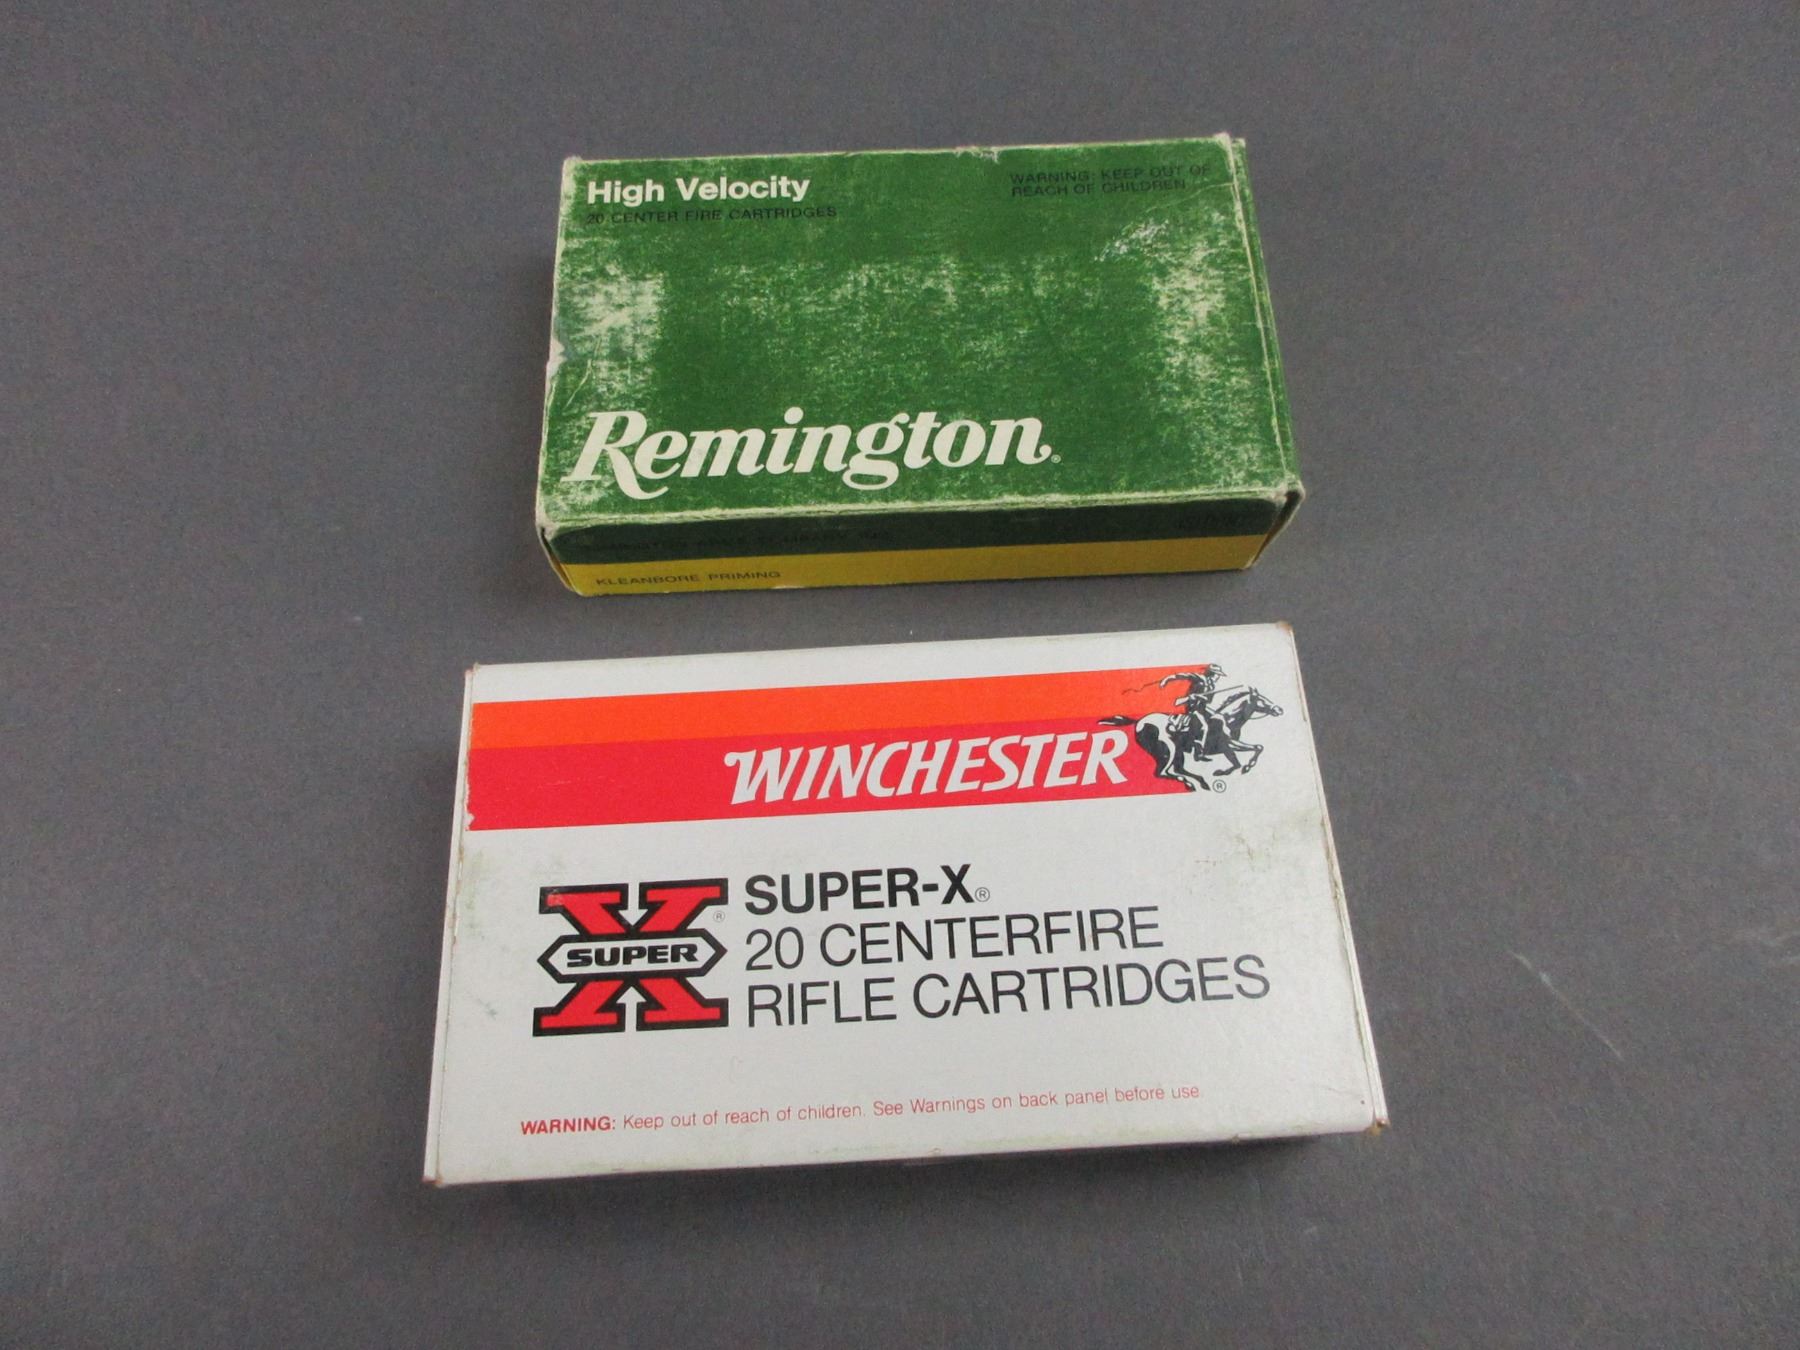 High Velocity
20 CENTER FIRE CARTRIDGES
WARNING: KEEP OUT OF
REACH OF CHILDREN
Remington®
KLEANBORE PRIMING
WINCHESTER
®
X
SUPER
®
SUPER-X®
20 CENTERFIRE
RIFLE CARTRIDGES
WARNING: Keep out of reach of children. See Warnings on back panel before use.